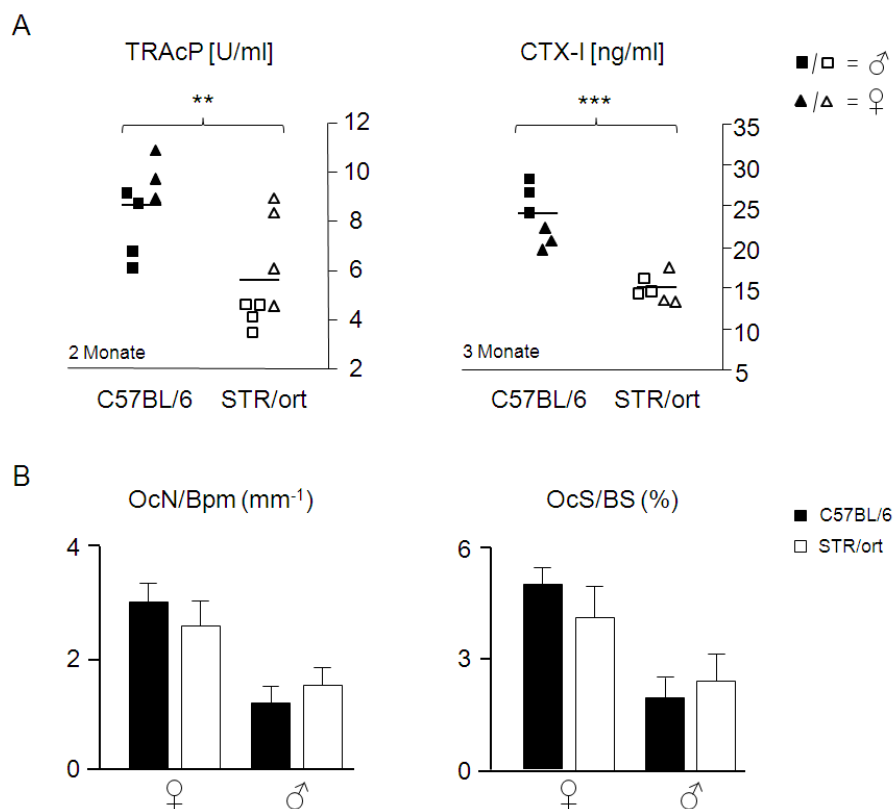 A
TRAcP [U/ml]
CTX-I [ng/ml]
■/□ = ♂
▲/△ = ♀
**
***
12
10
8
6
4
2
35
30
25
20
15
10
5
2 Monate
3 Monate
C57BL/6 STR/ort
C57BL/6 STR/ort
B
OcN/Bpm (mm⁻¹)
OcS/BS (%)
C57BL/6
STR/ort
4
2
0
6
3
0
♀ ♂
♀ ♂